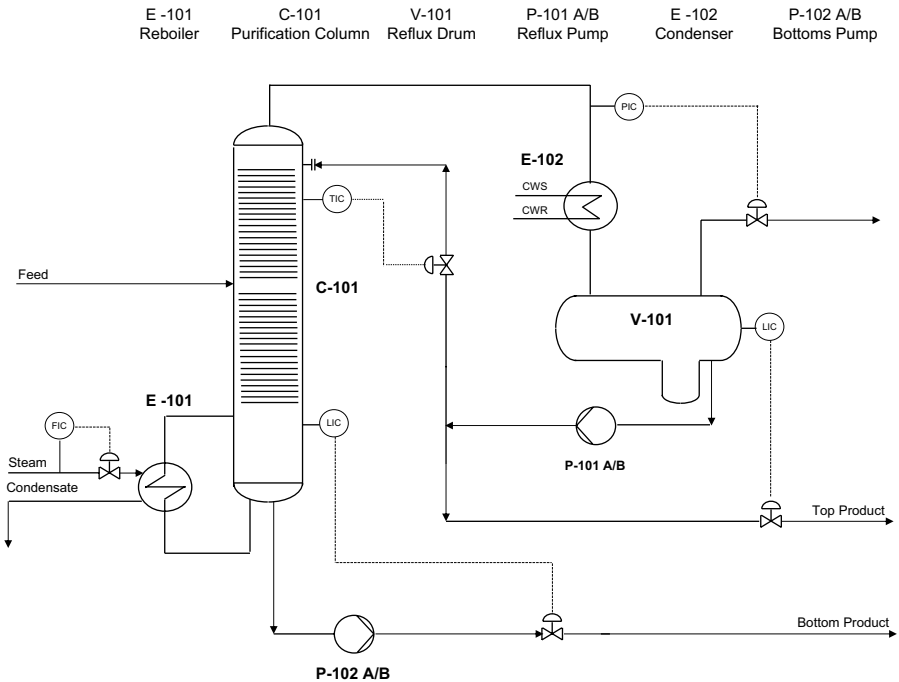 E -101 C-101 V-101 P-101 A/B E -102 P-102 A/B
Reboiler Purification Column Reflux Drum Reflux Pump Condenser Bottoms Pump
PIC
E-102
CWS
TIC
CWR
Feed
C-101
V-101
LIC
E -101
FIC
LIC
Steam
P-101 A/B
Condensate
Top Product
Bottom Product
P-102 A/B